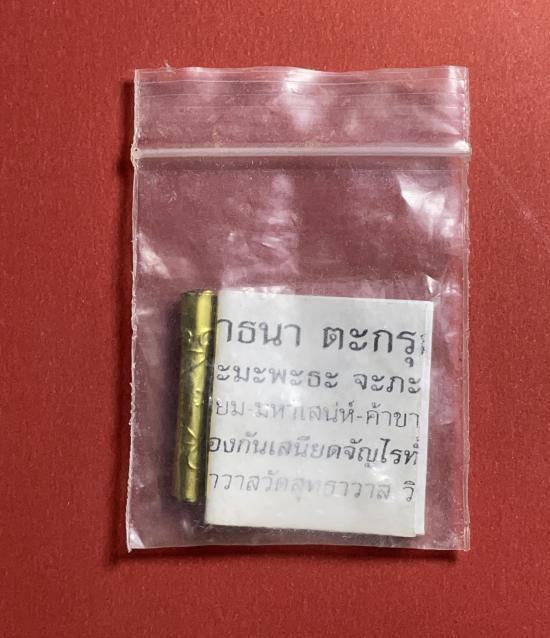 าธนา ตะกรุ
ะมะพะธะ จะภะ
ยม-มหาเสน่ห์-ค้าขา
องกันเสนียดจัญไรทั้
าวาสวัดสุทธาวาส วิ